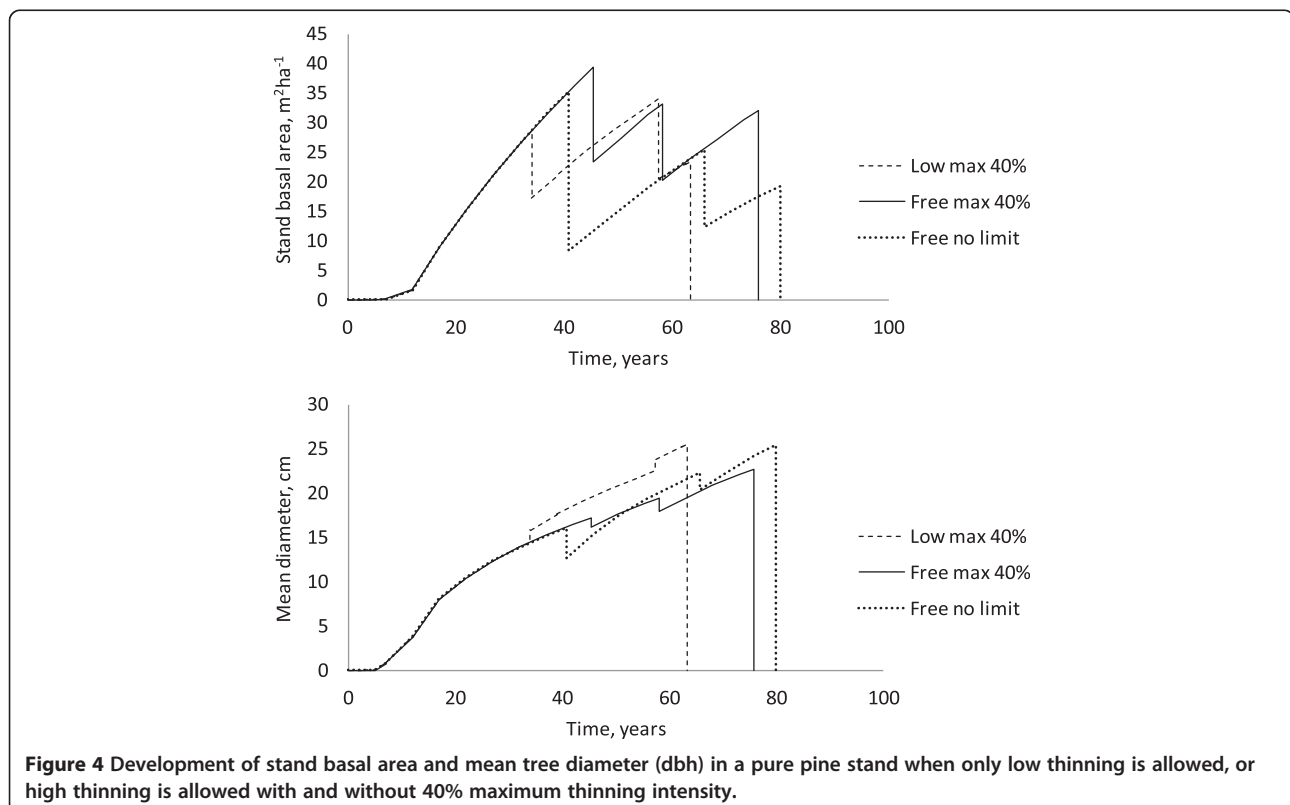 45
40
35
30
25
20
15
10
5
0
Stand basal area, m²ha⁻¹
0 20 40 60 80 100
Time, years
Low max 40%
Free max 40%
Free no limit
30
25
20
15
10
5
0
Mean diameter, cm
0 20 40 60 80 100
Time, years
Low max 40%
Free max 40%
Free no limit
Figure 4 Development of stand basal area and mean tree diameter (dbh) in a pure pine stand when only low thinning is allowed, or
high thinning is allowed with and without 40% maximum thinning intensity.